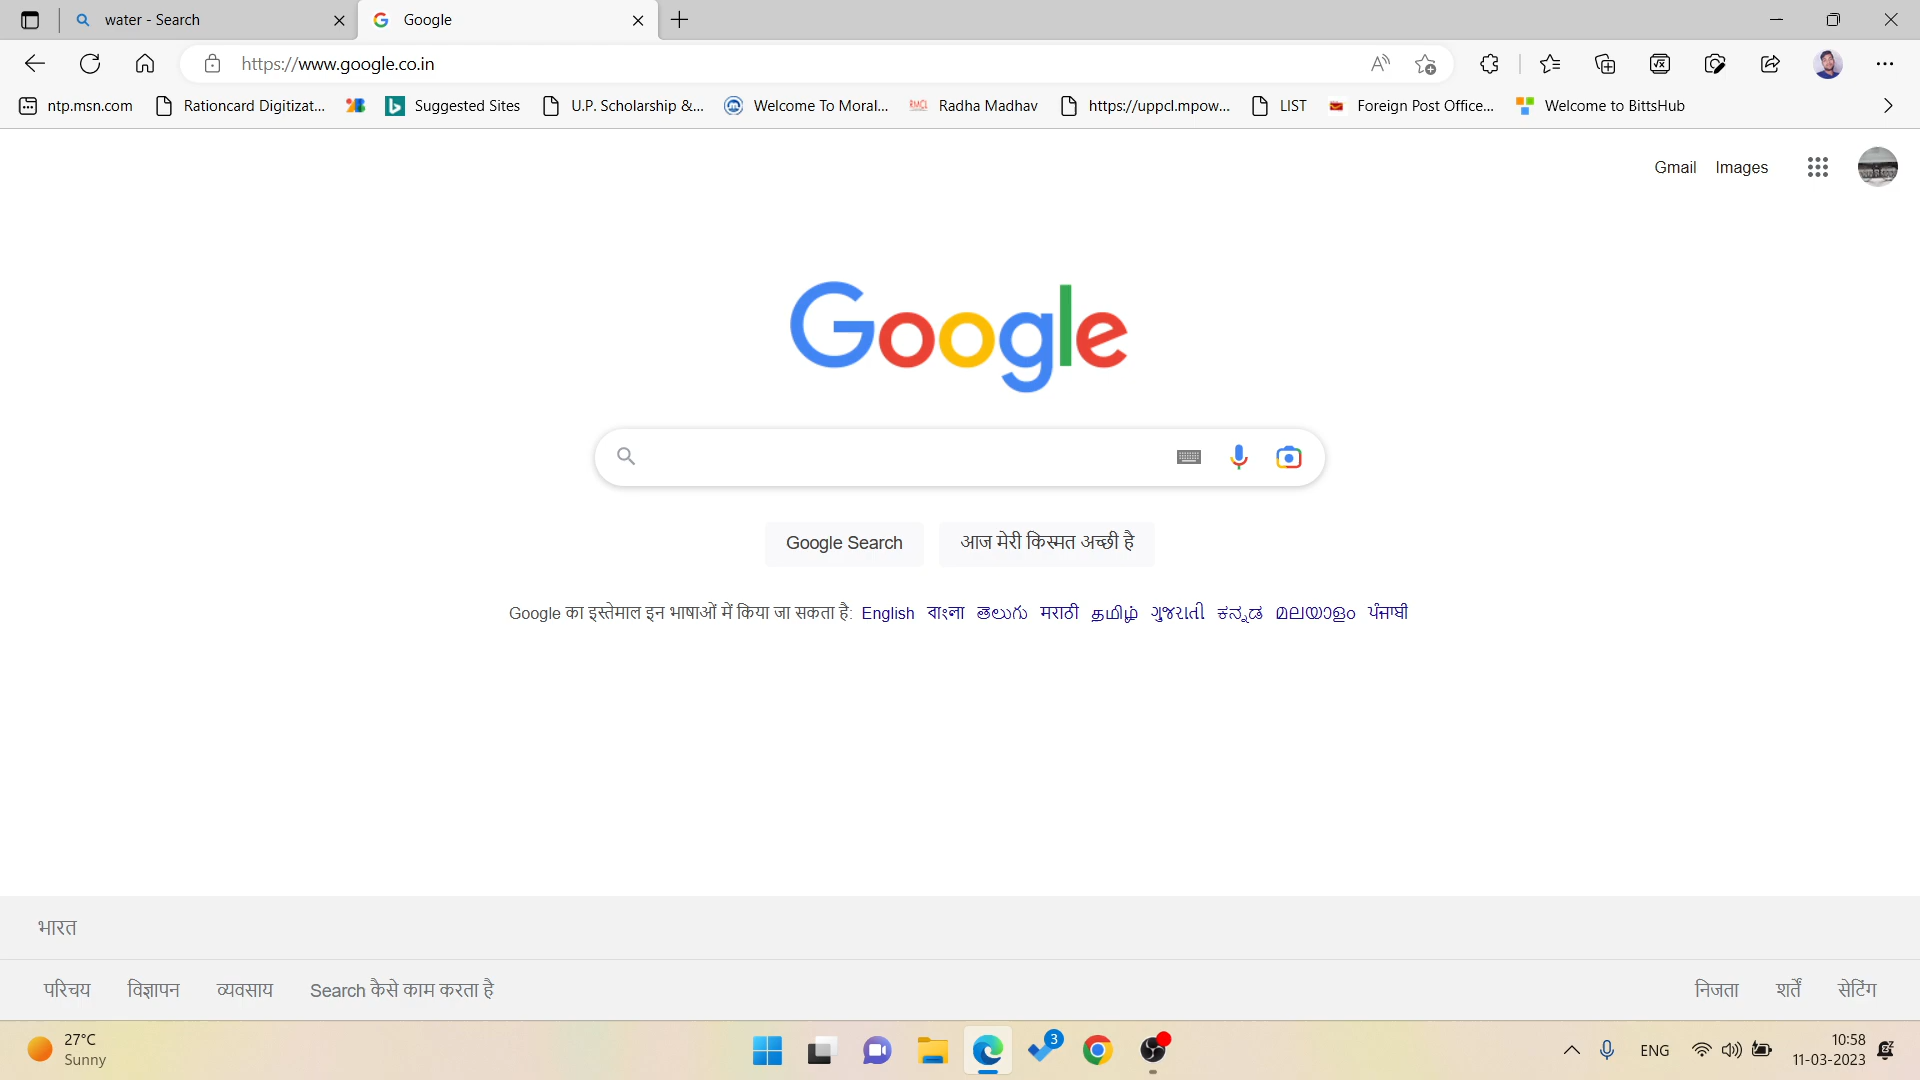 water - Search
Google
https://www.google.co.in
ntp.msn.com
Rationcard Digitizat...
Suggested Sites
U.P. Scholarship &...
Welcome To Moral...
Radha Madhav
https://uppcl.mpow...
LIST
Foreign Post Office...
Welcome to BittsHub
Gmail Images
Google
Google Search
आज मेरी किस्मत अच्छी है
Google का इस्तेमाल इन भाषाओं में किया जा सकता है: English বাংলা తెలుగు मराठी தமிழ் ગુજરાતી ಕನ್ನಡ മലയാളം ਪੰਜਾਬੀ
भारत
परिचय विज्ञापन व्यवसाय Search कैसे काम करता है
निजता शर्तें सेटिंग
27°C
Sunny
3
ENG
10:58
11-03-2023